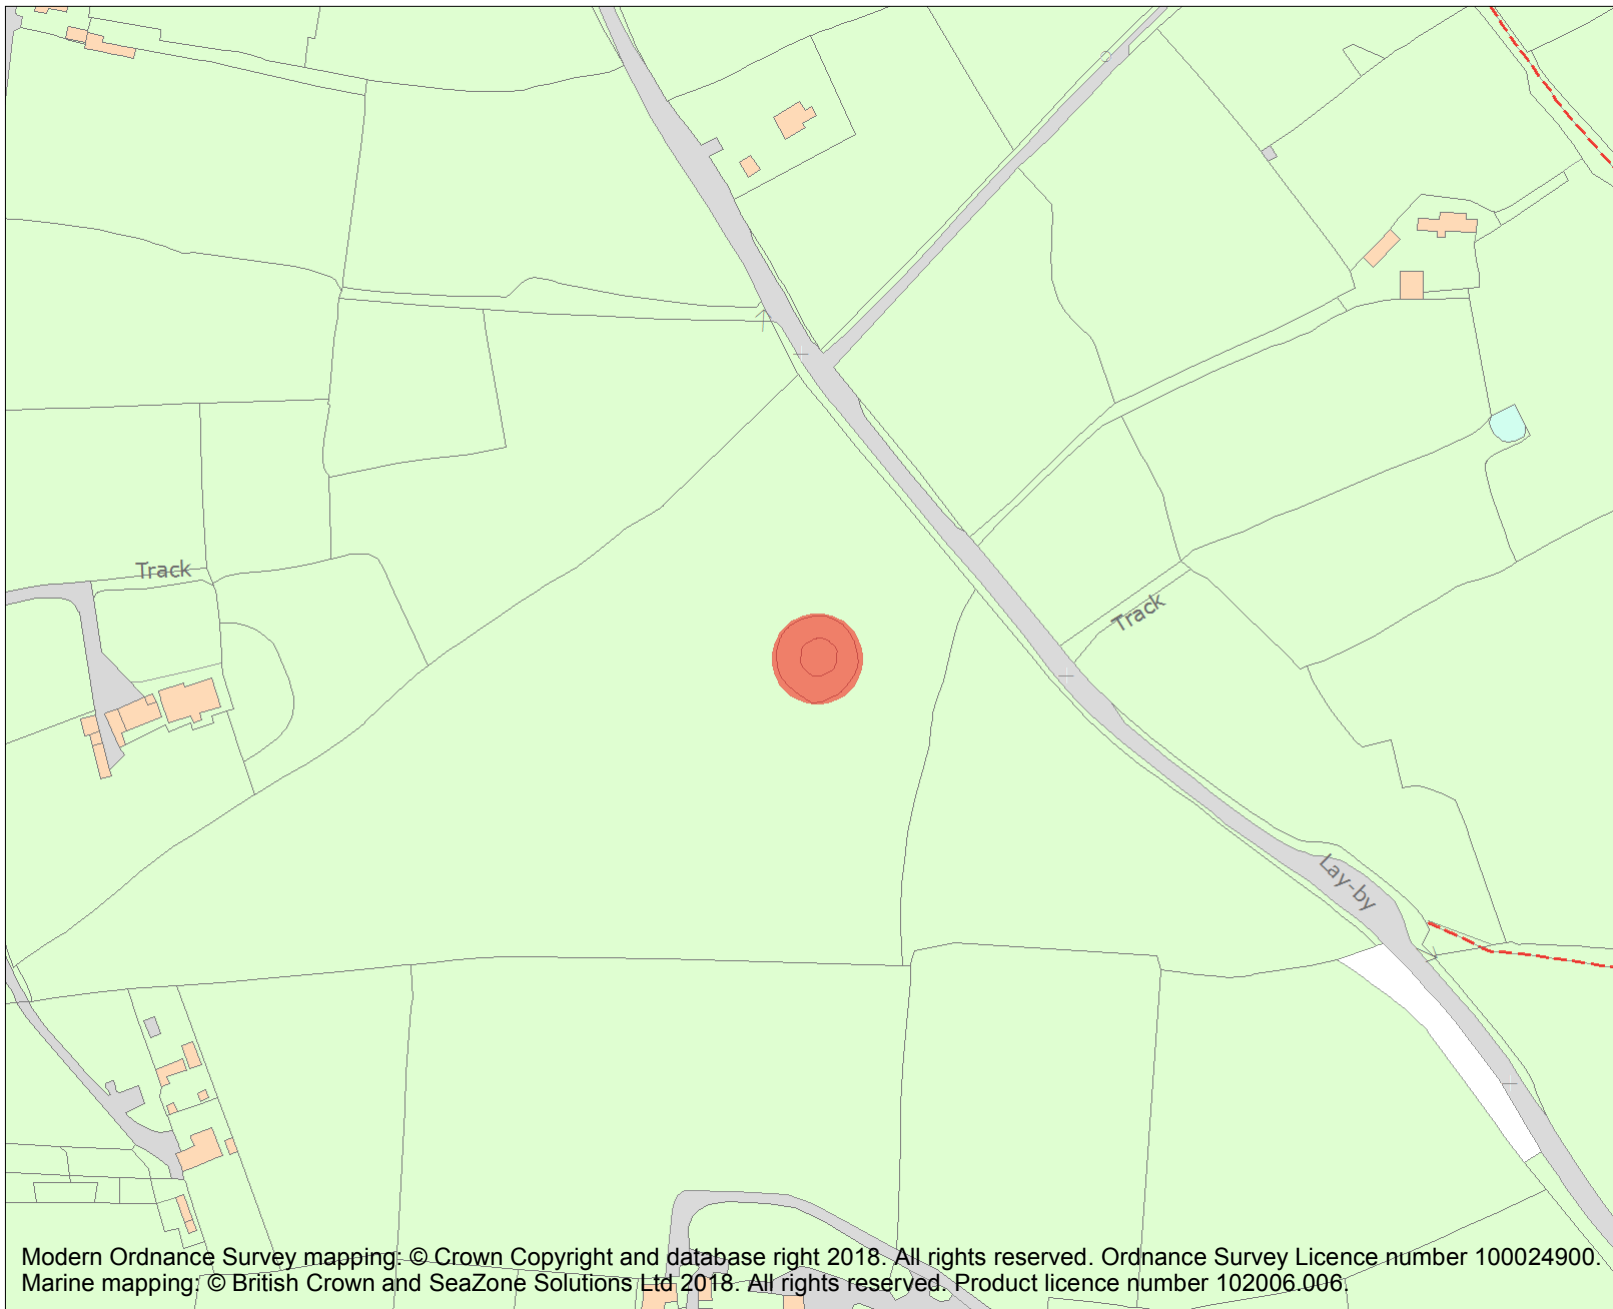 Track
Track
Lay-by
Modern Ordnance Survey mapping: © Crown Copyright and database right 2018. All rights reserved. Ordnance Survey Licence number 100024900.
Marine mapping: © British Crown and SeaZone Solutions Ltd 2018. All rights reserved. Product licence number 102006.006.